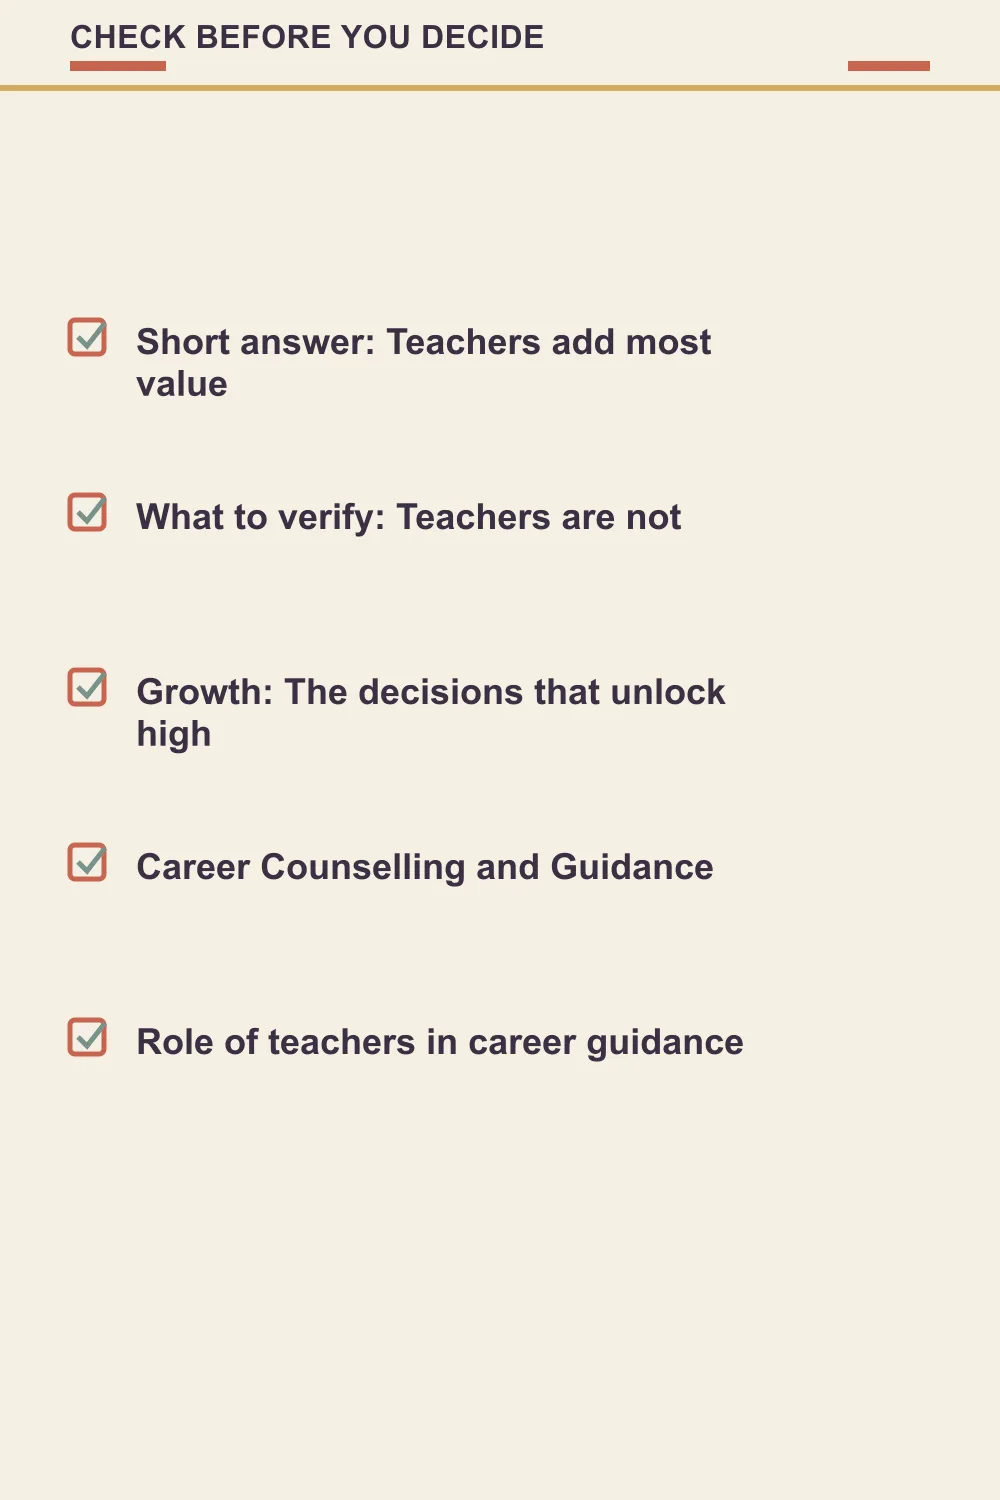 CHECK BEFORE YOU DECIDE
Short answer: Teachers add most
value
What to verify: Teachers are not
Growth: The decisions that unlock
high
Career Counselling and Guidance
Role of teachers in career guidance